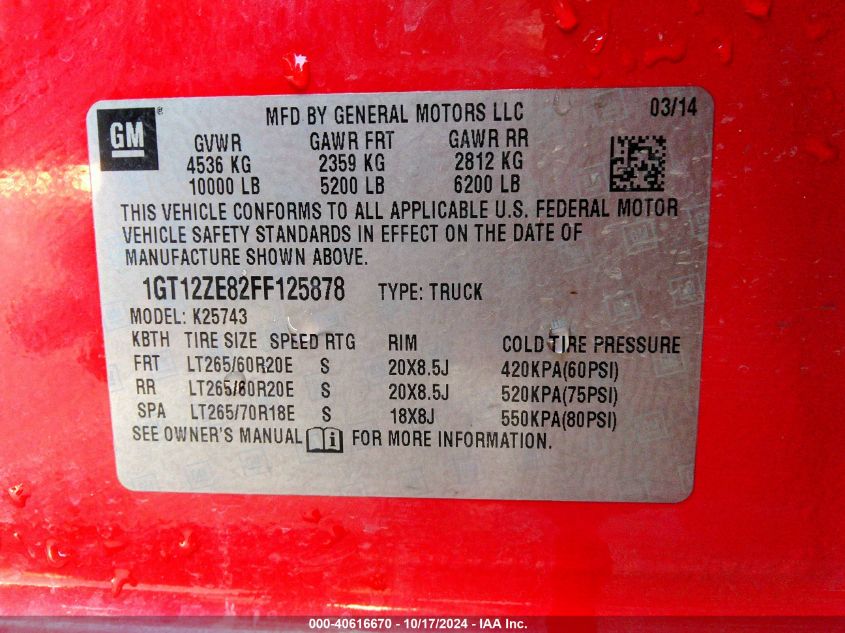 GM ®
MFD BY GENERAL MOTORS LLC 03/14
GVWR GAWR FRT GAWR RR
4536 KG 2359 KG 2812 KG
10000 LB 5200 LB 6200 LB
THIS VEHICLE CONFORMS TO ALL APPLICABLE U.S. FEDERAL MOTOR
VEHICLE SAFETY STANDARDS IN EFFECT ON THE DATE OF
MANUFACTURE SHOWN ABOVE.
1GT12ZE82FF125878 TYPE: TRUCK
MODEL: K25743
KBTH TIRE SIZE SPEED RTG RIM COLD TIRE PRESSURE
FRT LT265/60R20E S 20X8.5J 420KPA(60PSI)
RR LT265/60R20E S 20X8.5J 520KPA(75PSI)
SPA LT265/70R18E S 18X8J 550KPA(80PSI)
SEE OWNER'S MANUAL i FOR MORE INFORMATION.
000-40616670 - 10/17/2024 - IAA Inc.